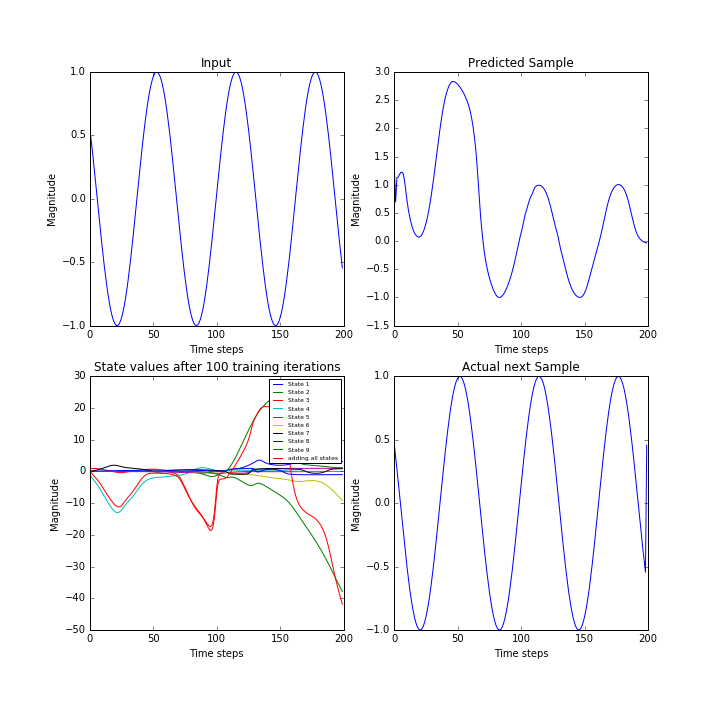 Input
Magnitude
1.0
0.5
0.0
−0.5
−1.0
0
50
100
150
200
Time steps
Predicted Sample
Magnitude
3.0
2.5
2.0
1.5
1.0
0.5
0.0
−0.5
−1.0
−1.5
0
50
100
150
200
Time steps
State values after 100 training iterations
Magnitude
30
20
10
0
−10
−20
−30
−40
−50
State 1
State 2
State 3
State 4
State 5
State 6
State 7
State 8
State 9
adding all states
0
50
100
150
200
Time steps
Actual next Sample
Magnitude
1.0
0.5
0.0
−0.5
−1.0
0
50
100
150
200
Time steps